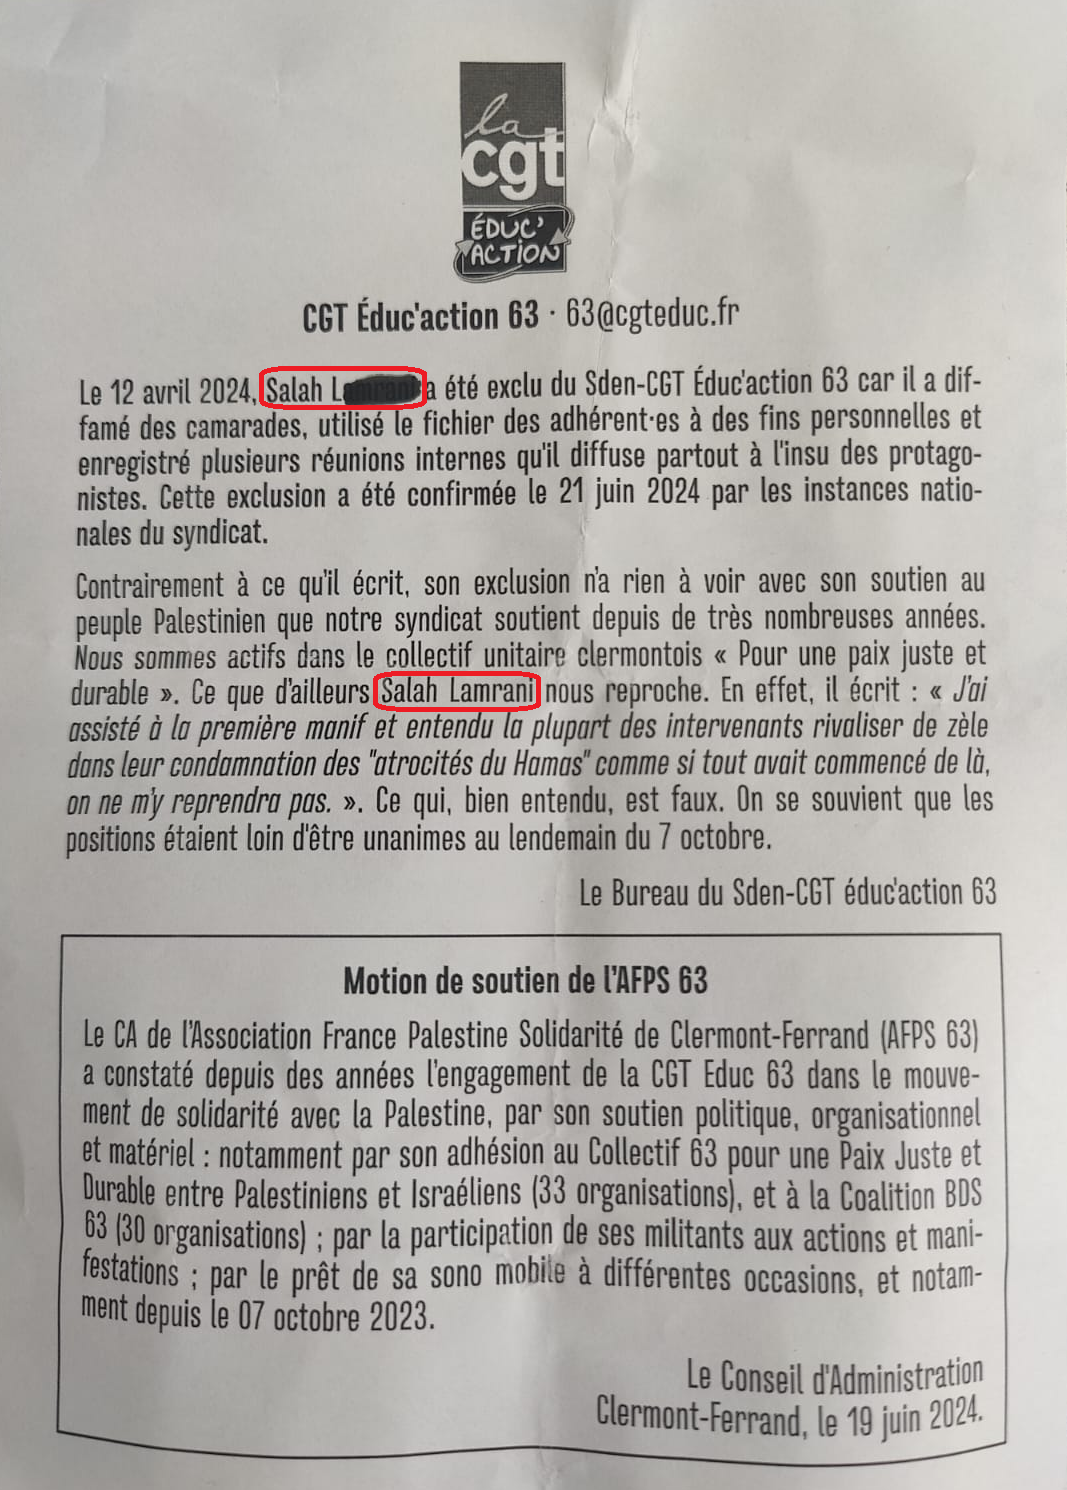 la
cgt
ÉDUC'
ACTION
CGT Éduc'action 63 · 63@cgteduc.fr
Le 12 avril 2024, Salah Lamrani a été exclu du Sden-CGT Éduc'action 63 car il a dif-
famé des camarades, utilisé le fichier des adhérent·es à des fins personnelles et
enregistré plusieurs réunions internes qu'il diffuse partout à l'insu des protago-
nistes. Cette exclusion a été confirmée le 21 juin 2024 par les instances natio-
nales du syndicat.
Contrairement à ce qu'il écrit, son exclusion n'a rien à voir avec son soutien au
peuple Palestinien que notre syndicat soutient depuis de très nombreuses années.
Nous sommes actifs dans le collectif unitaire clermontois « Pour une paix juste et
durable ». Ce que d'ailleurs Salah Lamrani nous reproche. En effet, il écrit : « J'ai
assisté à la première manif et entendu la plupart des intervenants rivaliser de zèle
dans leur condamnation des "atrocités du Hamas" comme si tout avait commencé de là,
on ne m'y reprendra pas. ». Ce qui, bien entendu, est faux. On se souvient que les
positions étaient loin d'être unanimes au lendemain du 7 octobre.
Le Bureau du Sden-CGT éduc'action 63
Motion de soutien de l'AFPS 63
Le CA de l'Association France Palestine Solidarité de Clermont-Ferrand (AFPS 63)
a constaté depuis des années l'engagement de la CGT Educ 63 dans le mouve-
ment de solidarité avec la Palestine, par son soutien politique, organisationnel
et matériel : notamment par son adhésion au Collectif 63 pour une Paix Juste et
Durable entre Palestiniens et Israéliens (33 organisations), et à la Coalition BDS
63 (30 organisations) ; par la participation de ses militants aux actions et mani-
festations ; par le prêt de sa sono mobile à différentes occasions, et notam-
ment depuis le 07 octobre 2023.
Le Conseil d'Administration
Clermont-Ferrand, le 19 juin 2024.